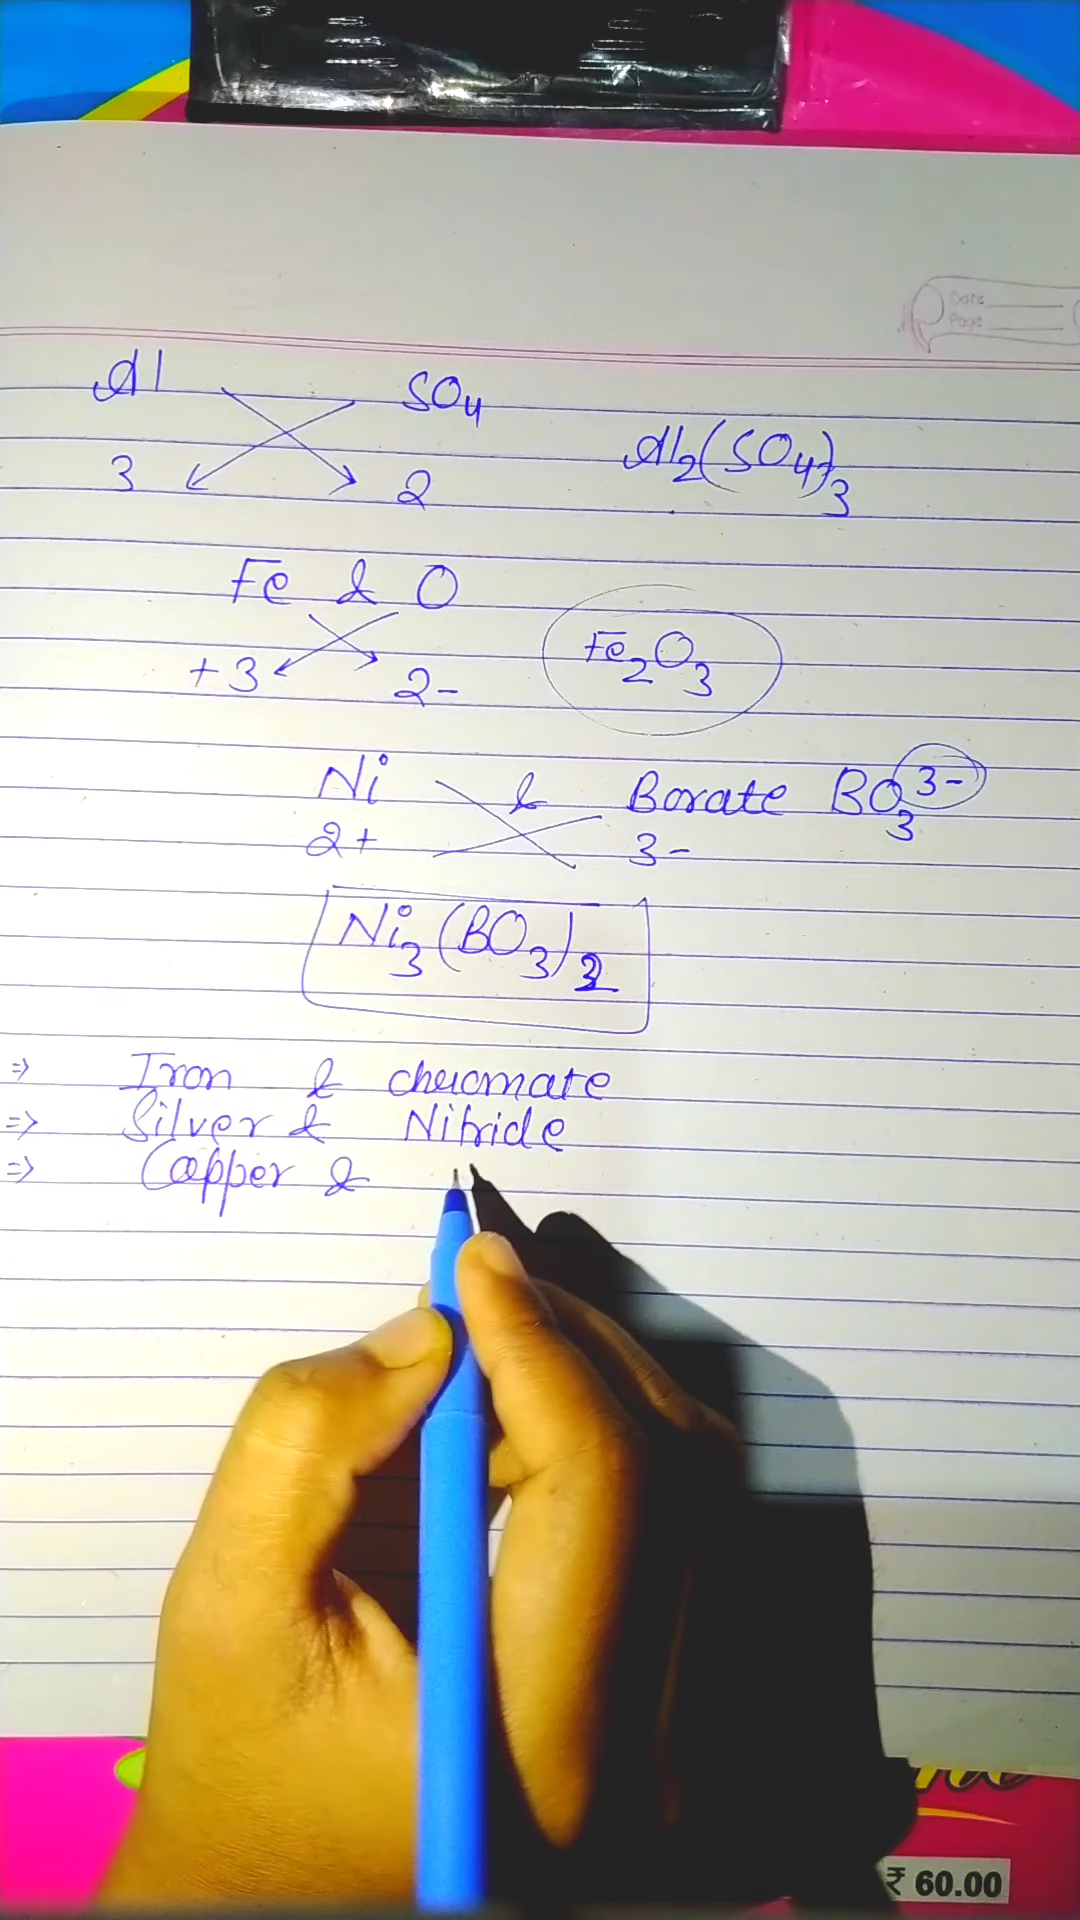 Date
Page
Al SO4
3 2
Al2(SO4)3
Fe & O
+3 2-
Fe2O3
Ni & Borate BO3 3-
2+ 3-
Ni3(BO3)2
=> Iron & chromate
=> Silver & Nitride
=> Copper &
₹ 60.00